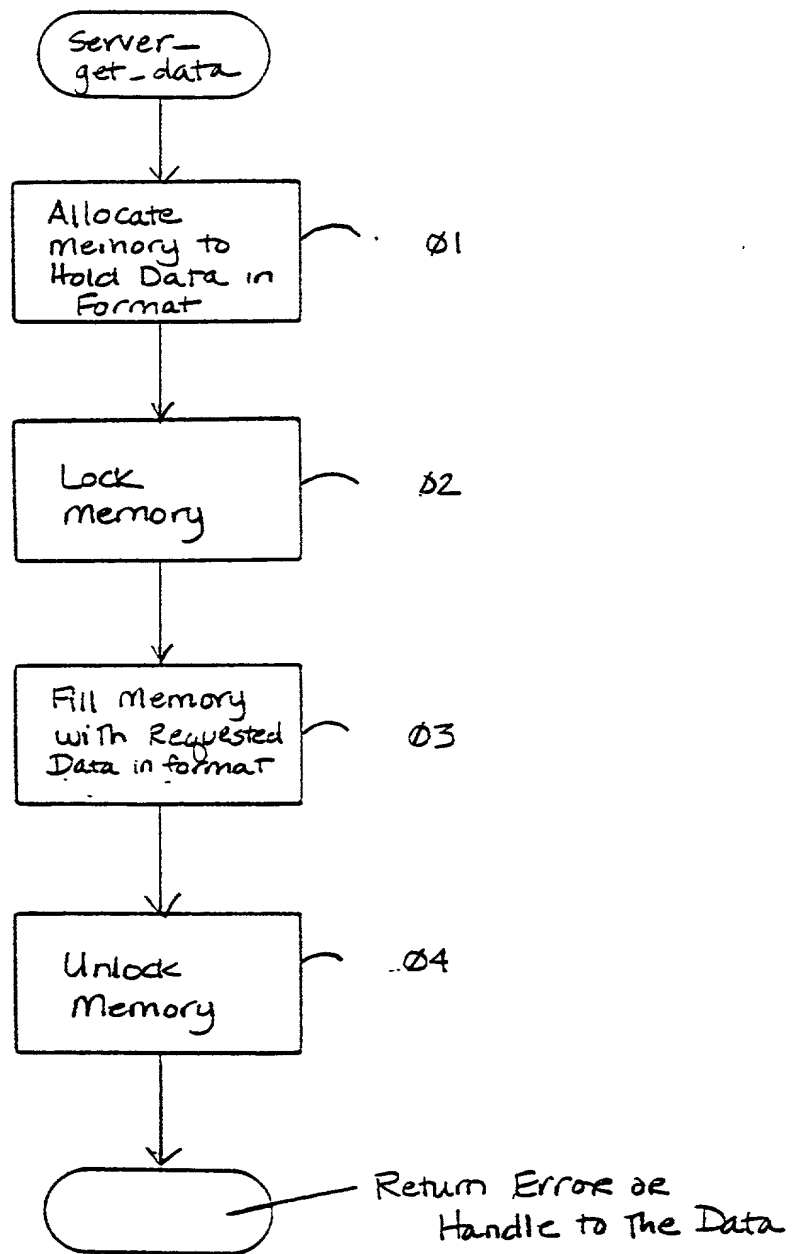 Server_
get_data
Allocate
Memory to
Hold Data in
Format
Ø1
Lock
Memory
Ø2
Fill Memory
with Requested
Data in format
Ø3
Unlock
Memory
Ø4
Return Error or
Handle to The Data